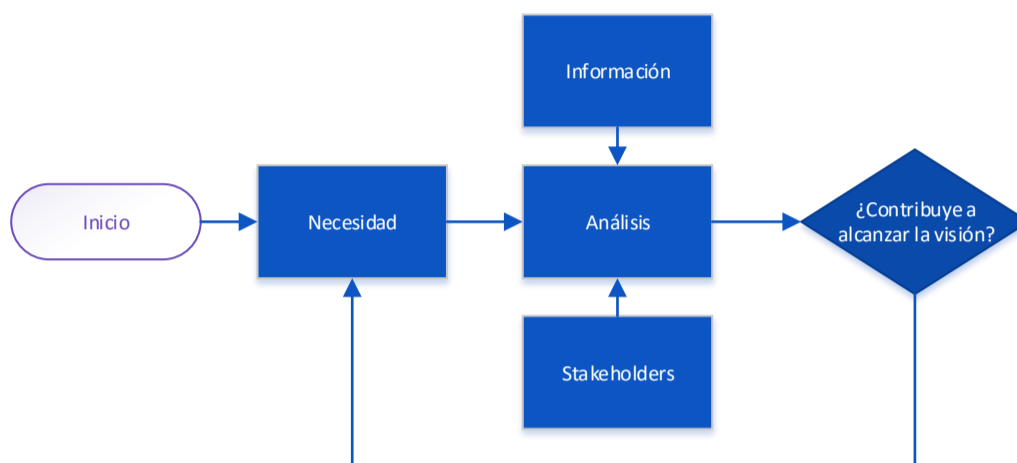 Información
Inicio
Necesidad
Análisis
¿Contribuye a
alcanzar la visión?
Stakeholders